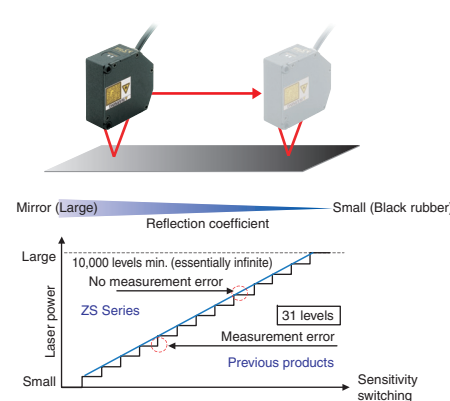 Mirror (Large)
Small (Black rubber)
Reflection coefficient
Large
10,000 levels min. (essentially infinite)
No measurement error
ZS Series
31 levels
Laser power
Measurement error
Previous products
Small
Sensitivity
switching